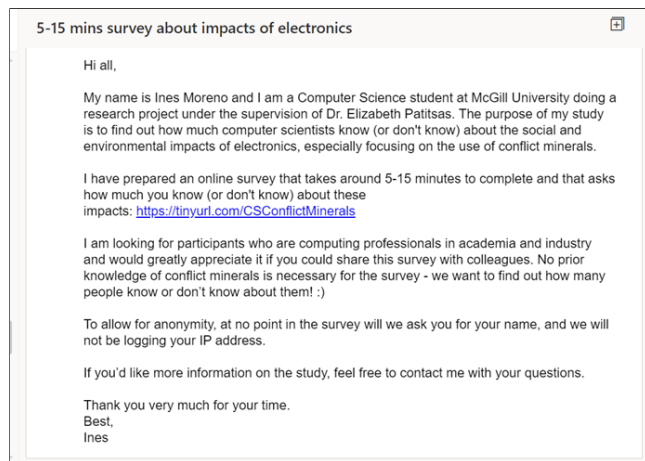 5-15 mins survey about impacts of electronics
Hi all,
My name is Ines Moreno and I am a Computer Science student at McGill University doing a
research project under the supervision of Dr. Elizabeth Patitsas. The purpose of my study
is to find out how much computer scientists know (or don't know) about the social and
environmental impacts of electronics, especially focusing on the use of conflict minerals.
I have prepared an online survey that takes around 5-15 minutes to complete and that asks
how much you know (or don't know) about these
impacts: https://tinyurl.com/CSConflictMinerals
I am looking for participants who are computing professionals in academia and industry
and would greatly appreciate it if you could share this survey with colleagues. No prior
knowledge of conflict minerals is necessary for the survey - we want to find out how many
people know or don’t know about them! :)
To allow for anonymity, at no point in the survey will we ask you for your name, and we will
not be logging your IP address.
If you’d like more information on the study, feel free to contact me with your questions.
Thank you very much for your time.
Best,
Ines